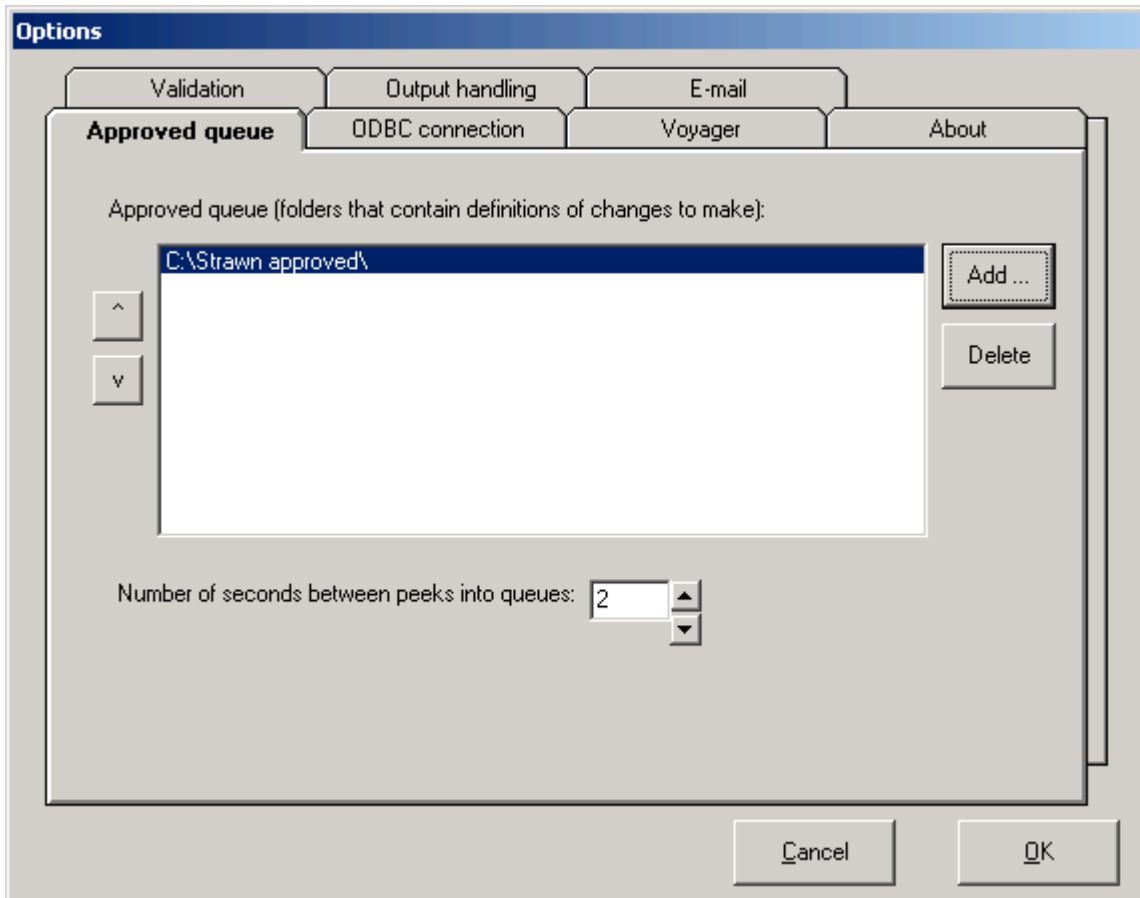 Options
Validation Output handling E-mail
Approved queue ODBC connection Voyager About
Approved queue (folders that contain definitions of changes to make):
C:\Strawn approved\
Add ...
^
Delete
v
Number of seconds between peeks into queues: 2
Cancel OK